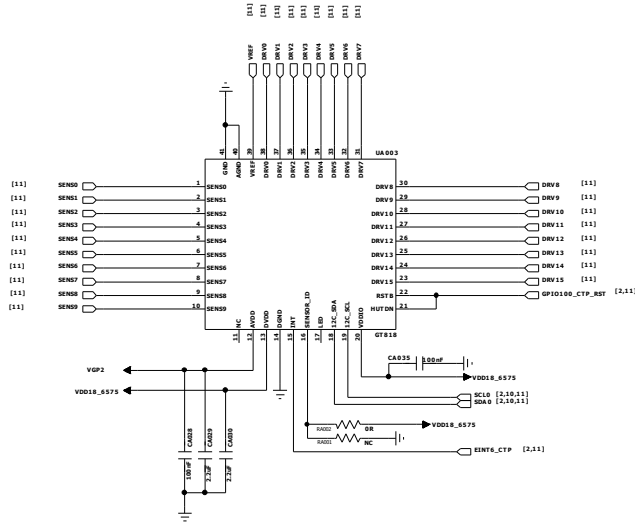 [11] [11] [11] [11] [11] [11] [11] [11] [11]
VREF DRV0 DRV1 DRV2 DRV3 DRV4 DRV5 DRV6 DRV7
41 40 39 38 37 36 35 34 33 32 31
UA003
GND AGND VREF DRV0 DRV1 DRV2 DRV3 DRV4 DRV5 DRV6 DRV7
[11] SENS0 1 SENS0 DRV8 30 DRV8 [11]
[11] SENS1 2 SENS1 DRV9 29 DRV9 [11]
[11] SENS2 3 SENS2 DRV10 28 DRV10 [11]
[11] SENS3 4 SENS3 DRV11 27 DRV11 [11]
[11] SENS4 5 SENS4 DRV12 26 DRV12 [11]
[11] SENS5 6 SENS5 DRV13 25 DRV13 [11]
[11] SENS6 7 SENS6 DRV14 24 DRV14 [11]
[11] SENS7 8 SENS7 DRV15 23 DRV15 [11]
[11] SENS8 9 SENS8 RSTB 22 GPIO100_CTP_RST [2,11]
[11] SENS9 10 SENS9 HUTDN 21
NC AVDD DVDD DGND INT SENSOR_ID LED I2C_SDA I2C_SCL VDDIO
GT818
11 12 13 14 15 16 17 18 19 20
CA035 100nF
VGP2
VDD18_6575
VDD18_6575
SCL0 [2,10,11]
SDA0 [2,10,11]
RA002 0R VDD18_6575
RA001 NC
EINT6_CTP [2,11]
CA028 CA029 CA030
100nF 2.2uF 2.2uF